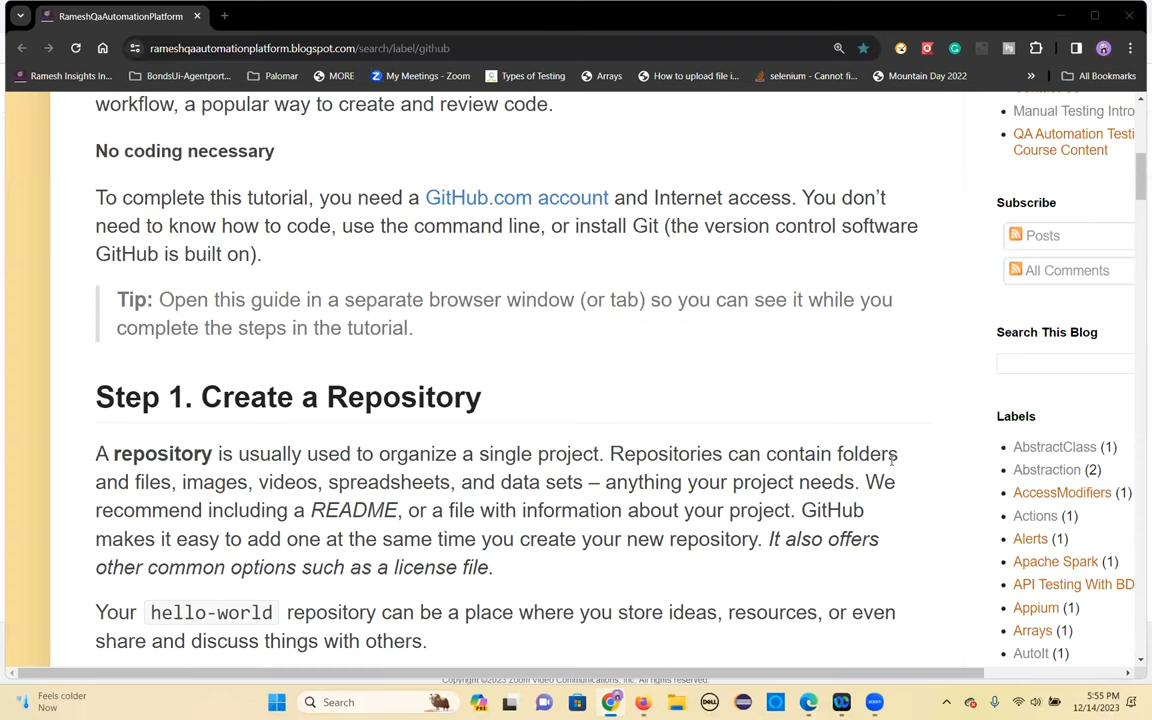 RameshQaAutomationPlatform
rameshqaautomationplatform.blogspot.com/search/label/github
Ramesh Insights In...
BondsUi-Agentport...
Palomar
MORE
My Meetings - Zoom
Types of Testing
Arrays
How to upload file i...
selenium - Cannot fi...
Mountain Day 2022
»
All Bookmarks
workflow, a popular way to create and review code.
No coding necessary
To complete this tutorial, you need a GitHub.com account and Internet access. You don’t
need to know how to code, use the command line, or install Git (the version control software
GitHub is built on).
Tip: Open this guide in a separate browser window (or tab) so you can see it while you
complete the steps in the tutorial.
Step 1. Create a Repository
A repository is usually used to organize a single project. Repositories can contain folders
and files, images, videos, spreadsheets, and data sets – anything your project needs. We
recommend including a README, or a file with information about your project. GitHub
makes it easy to add one at the same time you create your new repository. It also offers
other common options such as a license file.
Your hello-world repository can be a place where you store ideas, resources, or even
share and discuss things with others.
Manual Testing Intro
QA Automation Testi
Course Content
Subscribe
Posts
All Comments
Search This Blog
Labels
AbstractClass (1)
Abstraction (2)
AccessModifiers (1)
Actions (1)
Alerts (1)
Apache Spark (1)
API Testing With BD
Appium (1)
Arrays (1)
AutoIt (1)
Copyright ©2023 Zoom Video Communications, Inc. All rights reserved.
Feels colder
Now
Search
5:55 PM
12/14/2023